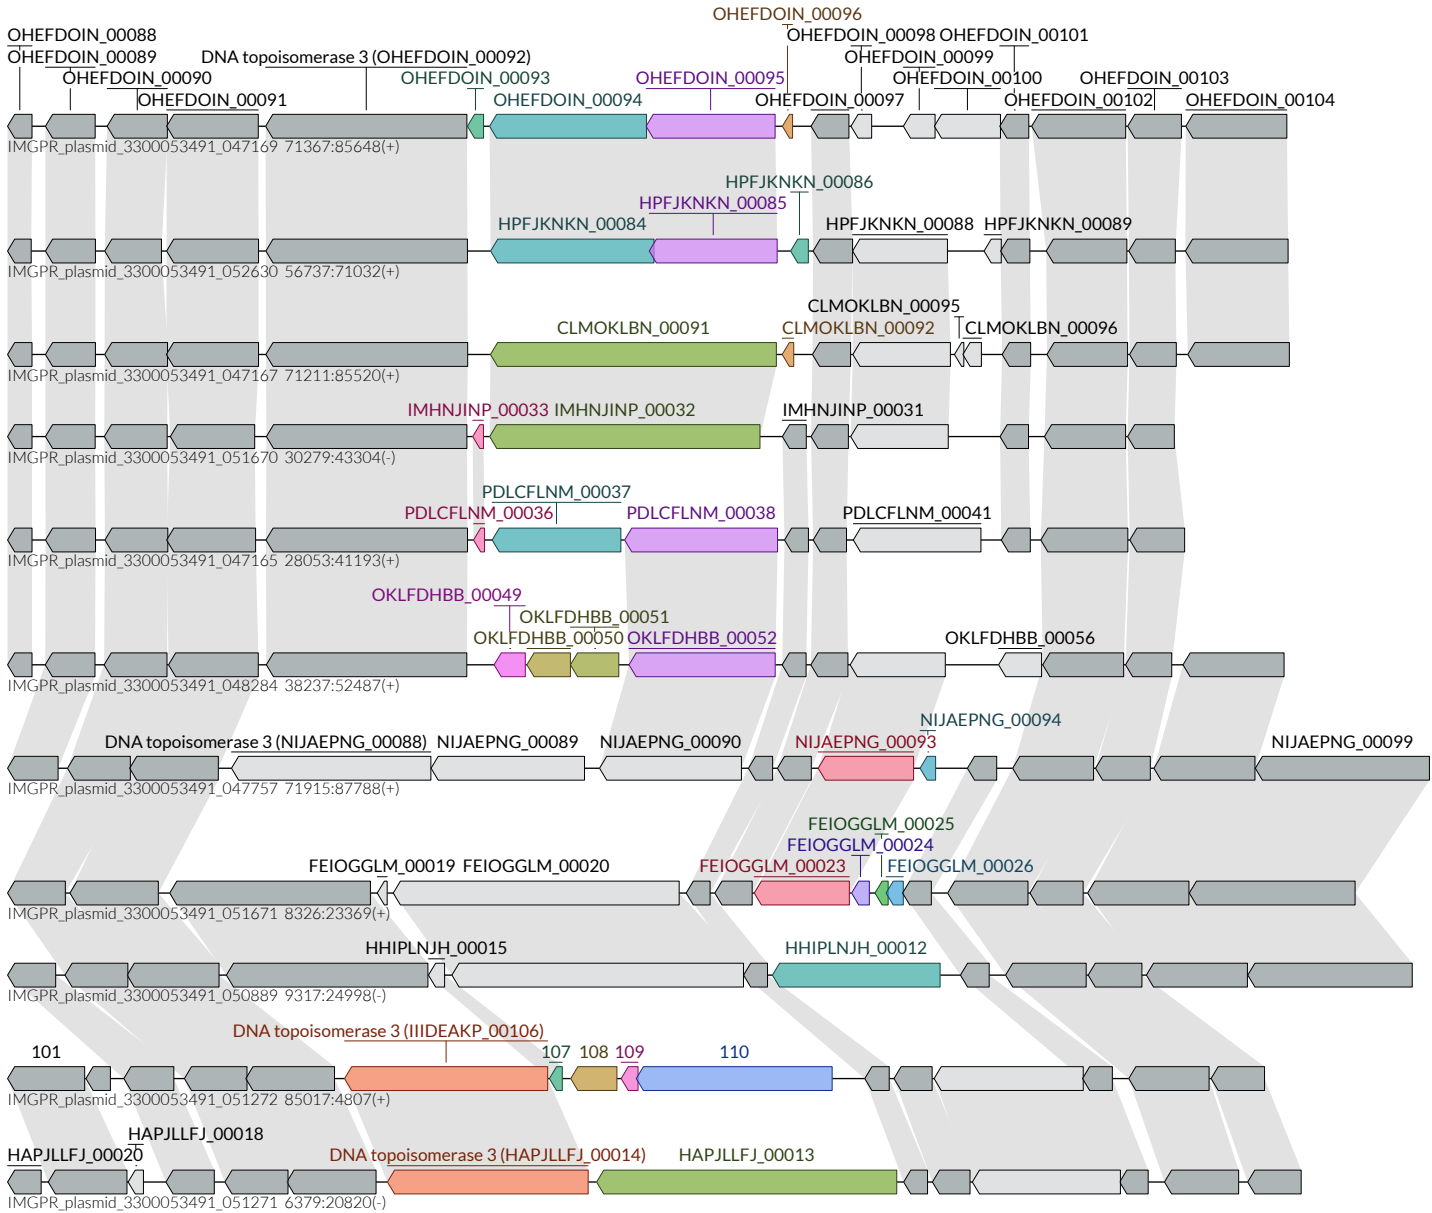 OHEFDOIN_00096
OHEFDOIN_00088 OHEFDOIN_00098 OHEFDOIN_00101
OHEFDOIN_00089 DNA topoisomerase 3 (OHEFDOIN_00092) OHEFDOIN_00099
OHEFDOIN_00090 OHEFDOIN_00093 OHEFDOIN_00095 OHEFDOIN_00100 OHEFDOIN_00103
OHEFDOIN_00091 OHEFDOIN_00094 OHEFDOIN_00097 OHEFDOIN_00102 OHEFDOIN_00104
IMGPR_plasmid_3300053491_047169 71367:85648(+)
HPFJKNKN_00086
HPFJKNKN_00085
HPFJKNKN_00084 HPFJKNKN_00088 HPFJKNKN_00089
IMGPR_plasmid_3300053491_052630 56737:71032(+)
CLMOKLBN_00095
CLMOKLBN_00091 CLMOKLBN_00092 CLMOKLBN_00096
IMGPR_plasmid_3300053491_047167 71211:85520(+)
IMHNJINP_00033 IMHNJINP_00032 IMHNJINP_00031
IMGPR_plasmid_3300053491_051670 30279:43304(-)
PDLCFLNM_00037
PDLCFLNM_00036 PDLCFLNM_00038 PDLCFLNM_00041
IMGPR_plasmid_3300053491_047165 28053:41193(+)
OKLFDHBB_00049
OKLFDHBB_00051
OKLFDHBB_00050 OKLFDHBB_00052 OKLFDHBB_00056
IMGPR_plasmid_3300053491_048284 38237:52487(+)
NIJAEPNG_00094
DNA topoisomerase 3 (NIJAEPNG_00088) NIJAEPNG_00089 NIJAEPNG_00090 NIJAEPNG_00093 NIJAEPNG_00099
IMGPR_plasmid_3300053491_047757 71915:87788(+)
FEIOGGLM_00025
FEIOGGLM_00024
FEIOGGLM_00019 FEIOGGLM_00020 FEIOGGLM_00023 FEIOGGLM_00026
IMGPR_plasmid_3300053491_051671 8326:23369(+)
HHIPLNJH_00015 HHIPLNJH_00012
IMGPR_plasmid_3300053491_050889 9317:24998(-)
DNA topoisomerase 3 (IIIDEAKP_00106)
101 107 108 109 110
IMGPR_plasmid_3300053491_051272 85017:4807(+)
HAPJLLFJ_00018
HAPJLLFJ_00020 DNA topoisomerase 3 (HAPJLLFJ_00014) HAPJLLFJ_00013
IMGPR_plasmid_3300053491_051271 6379:20820(-)